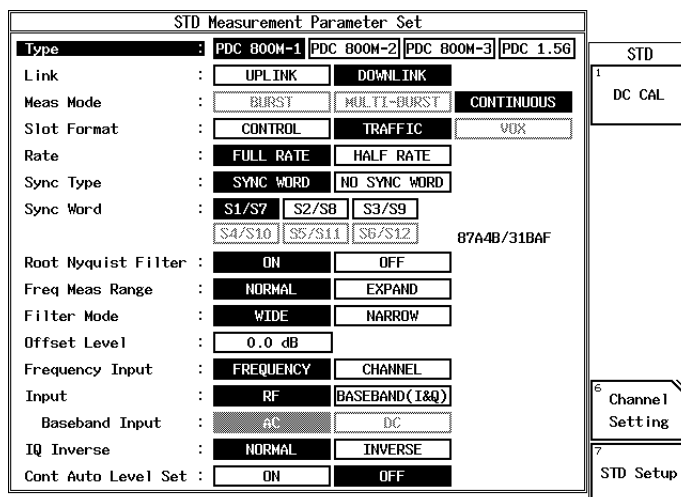 STD Measurement Parameter Set
Type : PDC 800M-1 PDC 800M-2 PDC 800M-3 PDC 1.5G
Link : UPLINK DOWNLINK
Meas Mode : BURST MULTI-BURST CONTINUOUS
Slot Format : CONTROL TRAFFIC VOX
Rate : FULL RATE HALF RATE
Sync Type : SYNC WORD NO SYNC WORD
Sync Word : S1/S7 S2/S8 S3/S9
S4/S10 S5/S11 S6/S12 87A4B/31BAF
Root Nyquist Filter : ON OFF
Freq Meas Range : NORMAL EXPAND
Filter Mode : WIDE NARROW
Offset Level : 0.0 dB
Frequency Input : FREQUENCY CHANNEL
Input : RF BASEBAND(I&Q)
Baseband Input : AC DC
IQ Inverse : NORMAL INVERSE
Cont Auto Level Set : ON OFF
STD
1
DC CAL
6
Channel
Setting
7
STD Setup